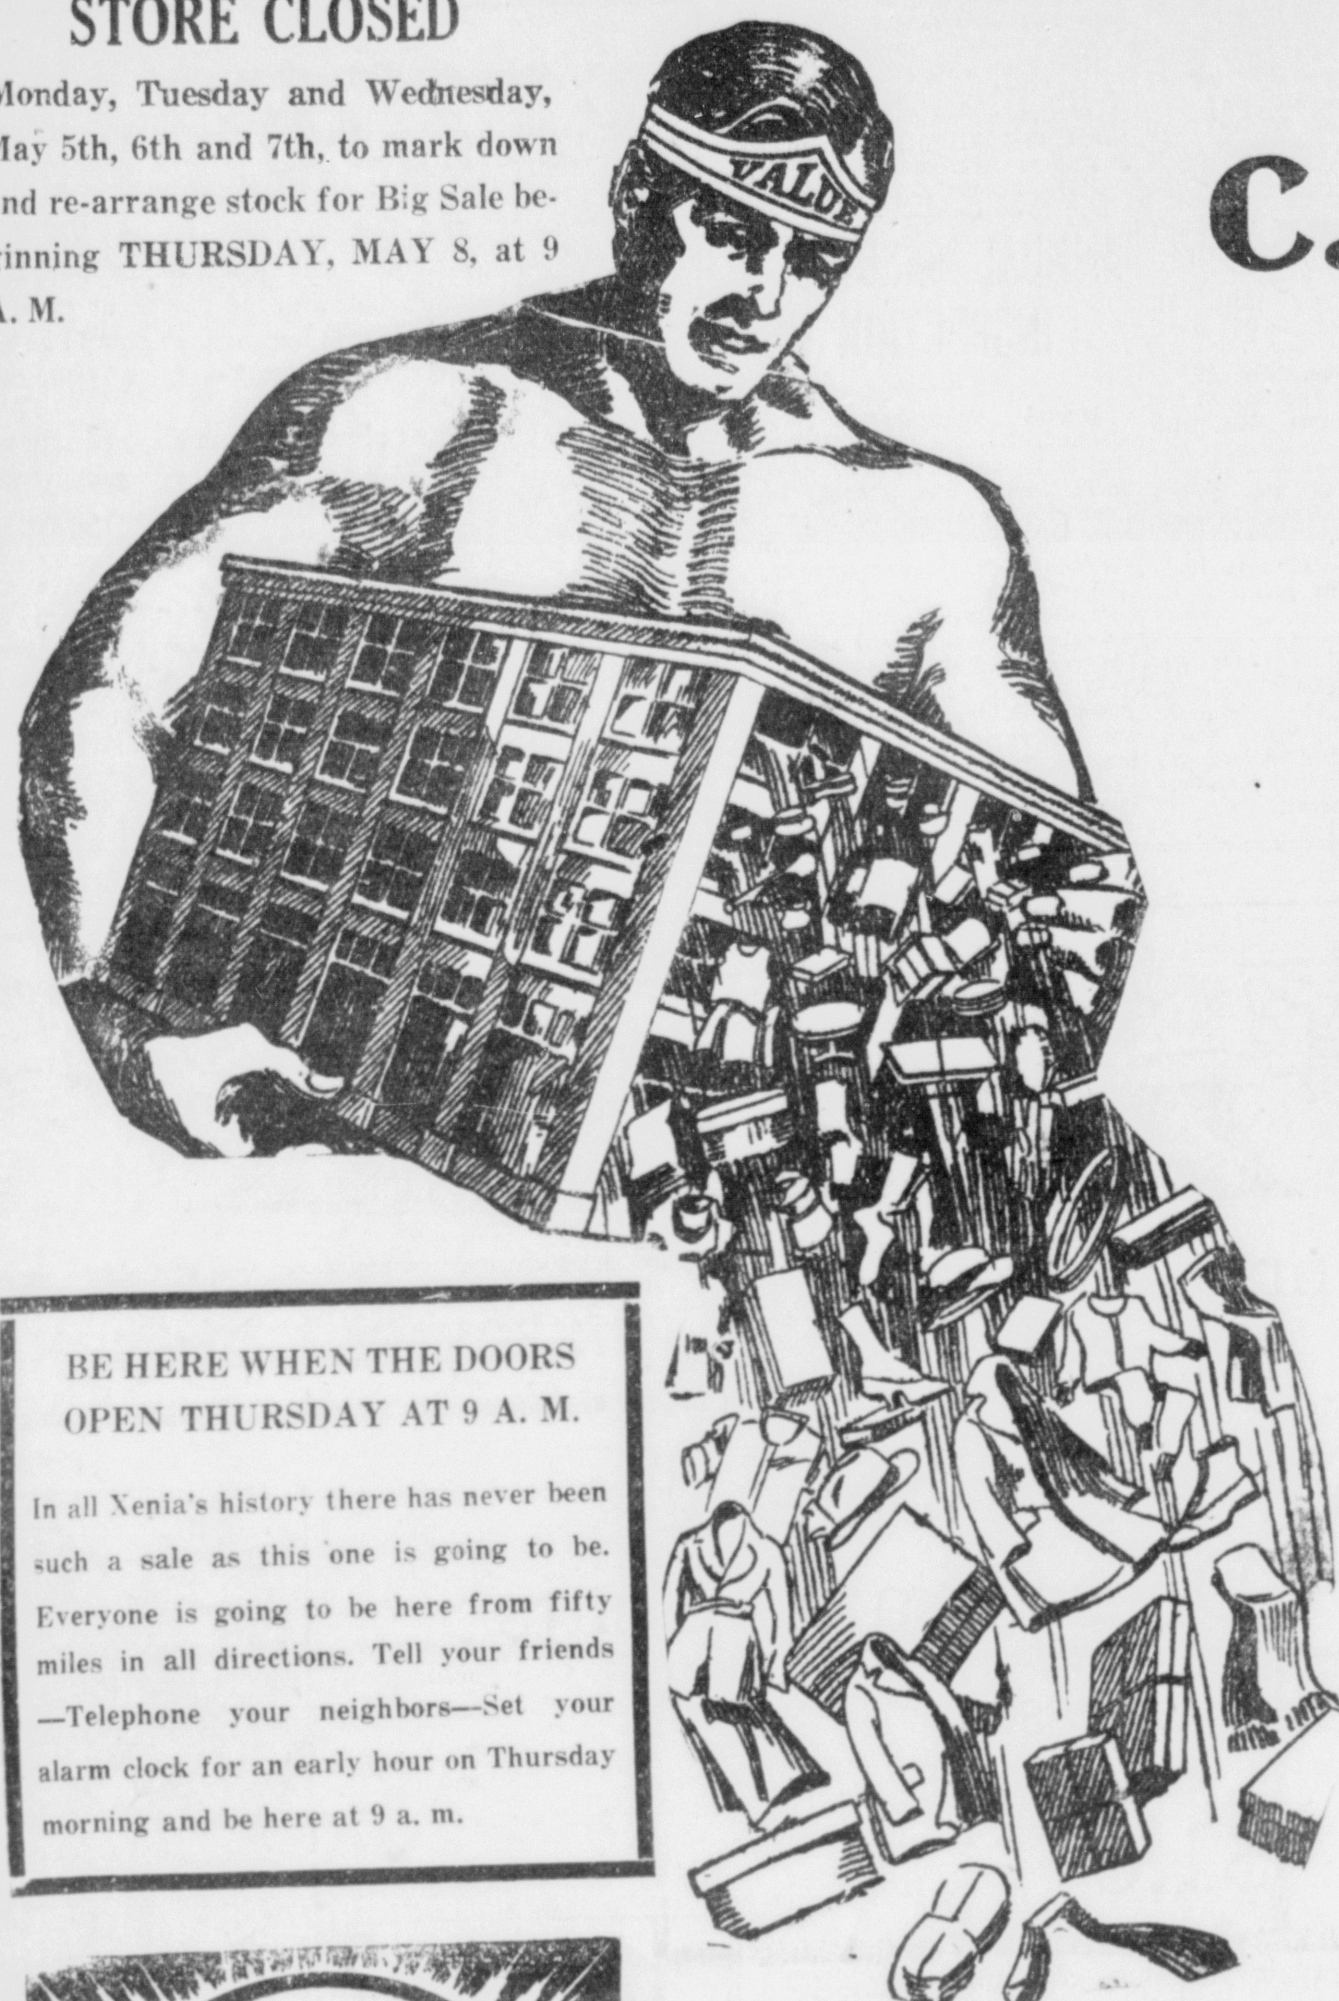 STORE CLOSED
Monday, Tuesday and Wednesday,
May 5th, 6th and 7th, to mark down
and re-arrange stock for Big Sale be-
ginning THURSDAY, MAY 8, at 9
A. M.
VALUE
C.
BE HERE WHEN THE DOORS
OPEN THURSDAY AT 9 A. M.
In all Xenia's history there has never been
such a sale as this one is going to be.
Everyone is going to be here from fifty
miles in all directions. Tell your friends
—Telephone your neighbors—Set your
alarm clock for an early hour on Thursday
morning and be here at 9 a. m.